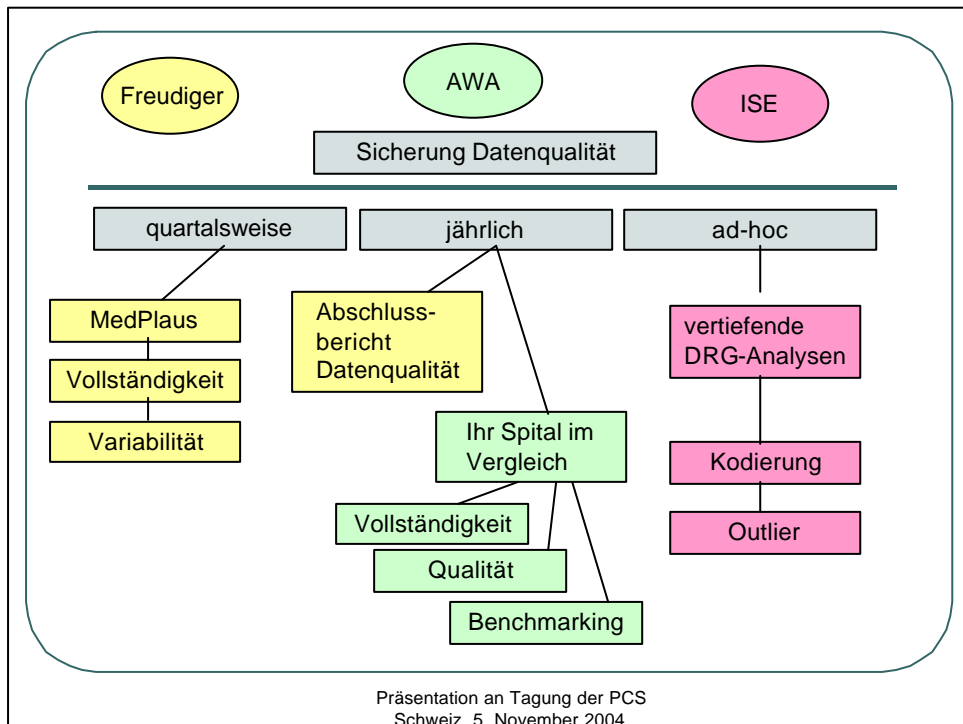 Freudiger
AWA
ISE
Sicherung Datenqualität
quartalsweise
jährlich
ad-hoc
MedPlaus
Vollständigkeit
Variabilität
Abschluss-
bericht
Datenqualität
Ihr Spital im
Vergleich
Vollständigkeit
Qualität
Benchmarking
vertiefende
DRG-Analysen
Kodierung
Outlier
Präsentation an Tagung der PCS
Schweiz, 5. November 2004